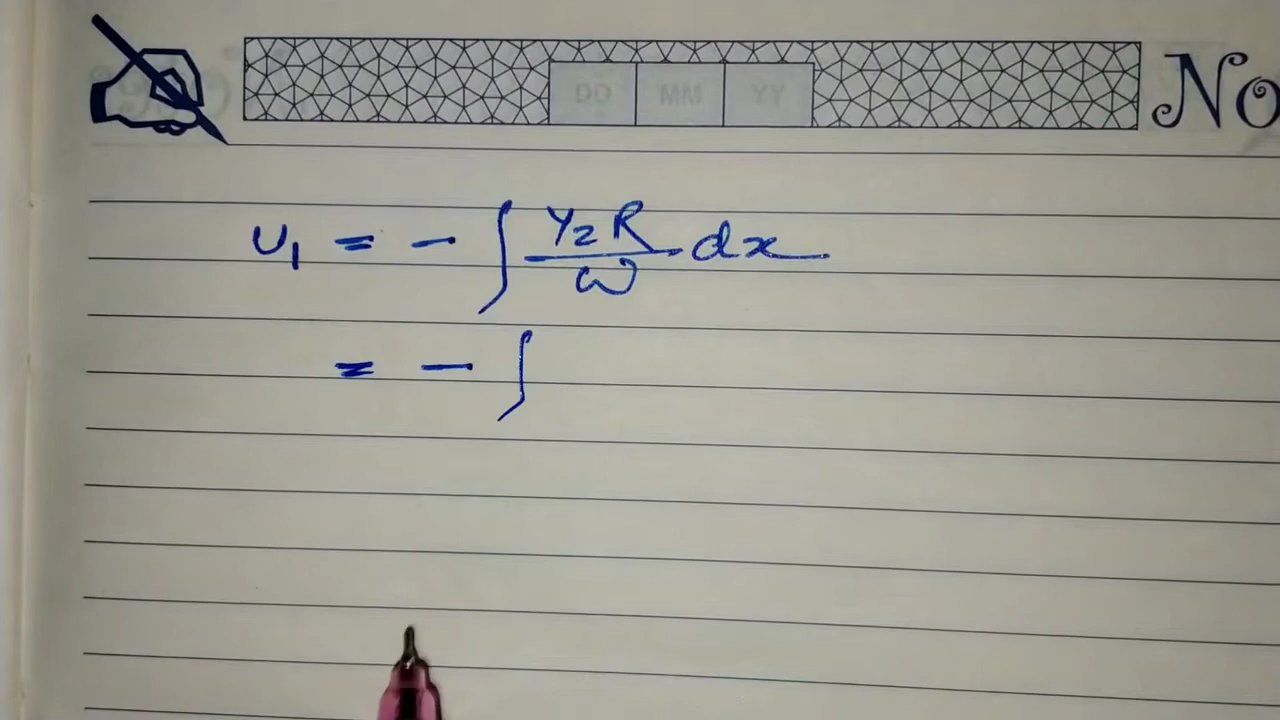 DD MM YY
No
U₁ = - ∫ Y₂R/W dx
= - ∫